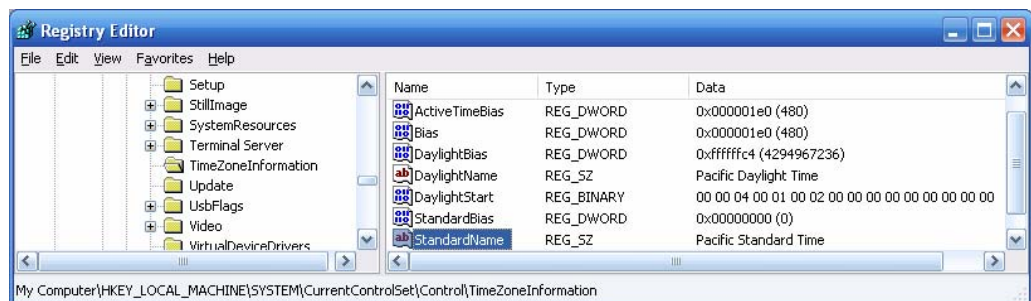 Registry Editor
File Edit View Favorites Help
Setup
StillImage
SystemResources
Terminal Server
TimeZoneInformation
Update
UsbFlags
Video
VirtualDeviceDrivers
Name Type Data
ActiveTimeBias REG_DWORD 0x000001e0 (480)
Bias REG_DWORD 0x000001e0 (480)
DaylightBias REG_DWORD 0xffffffc4 (4294967236)
DaylightName REG_SZ Pacific Daylight Time
DaylightStart REG_BINARY 00 00 04 00 01 00 02 00 00 00 00 00 00 00 00 00
StandardBias REG_DWORD 0x00000000 (0)
StandardName REG_SZ Pacific Standard Time
My Computer\HKEY_LOCAL_MACHINE\SYSTEM\CurrentControlSet\Control\TimeZoneInformation